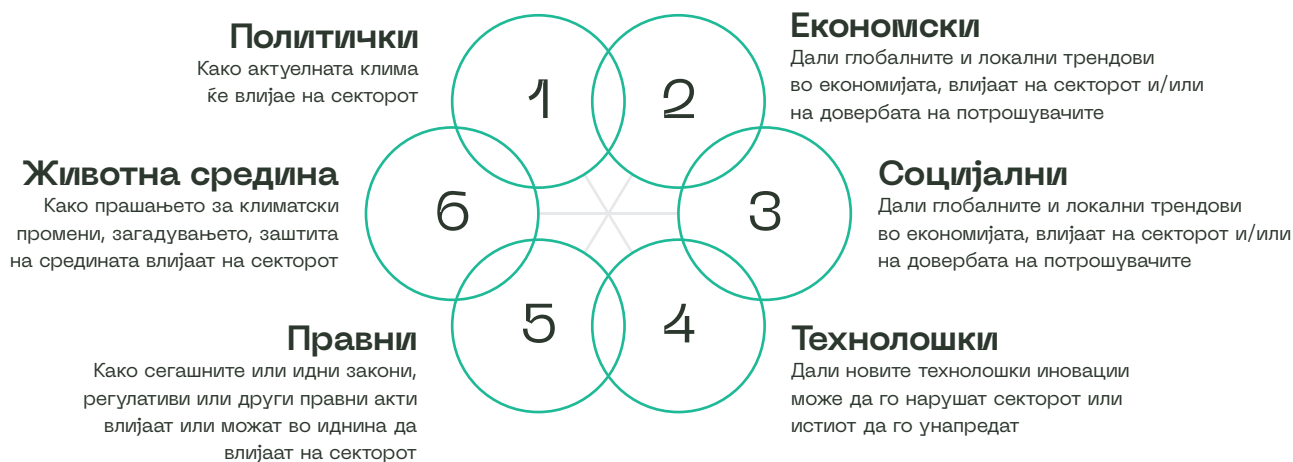 Политички
Како актуелната клима
ќе влијае на секторот
1
2
Економски
Дали глобалните и локални трендови
во економијата, влијаат на секторот и/или
на довербата на потрошувачите
Животна средина
Како прашањето за климатски
промени, загадувањето, заштита
на средината влијаат на секторот
6
3
Социјални
Дали глобалните и локални трендови
во економијата, влијаат на секторот и/или
на довербата на потрошувачите
Правни
Како сегашните или идни закони,
регулативи или други правни акти
влијаат или можат во иднина да
влијаат на секторот
5
4
Технолошки
Дали новите технолошки иновации
може да го нарушат секторот или
истиот да го унапредат